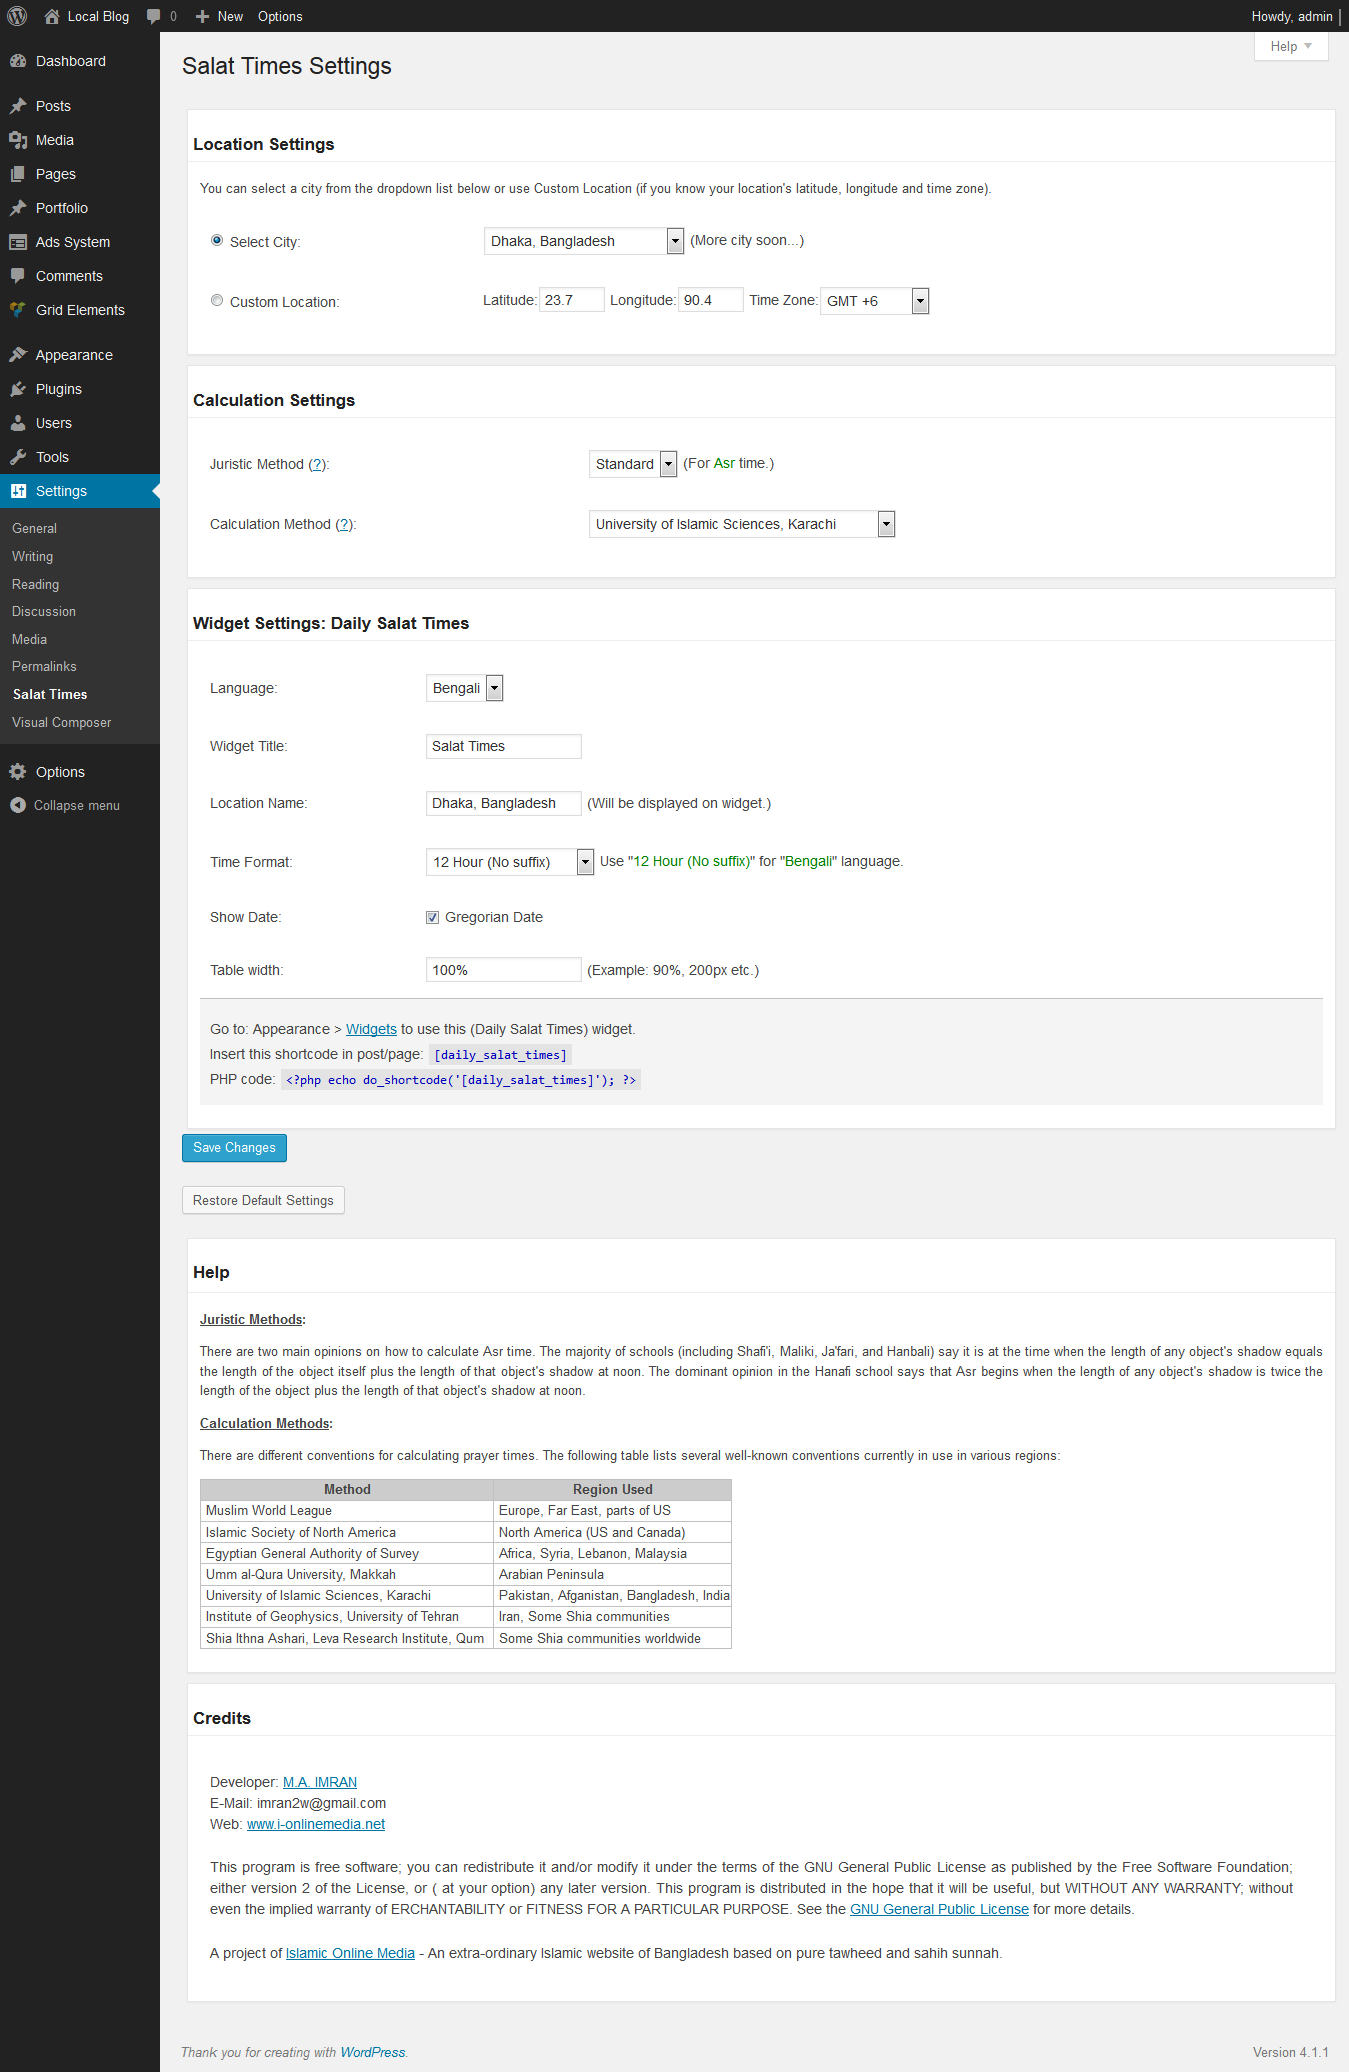 Local Blog 0 New Options Howdy, admin
Help
Dashboard
Posts
Media
Pages
Portfolio
Ads System
Comments
Grid Elements
Appearance
Plugins
Users
Tools
Settings
General
Writing
Reading
Discussion
Media
Permalinks
Salat Times
Visual Composer
Options
Collapse menu
Salat Times Settings
Location Settings
You can select a city from the dropdown list below or use Custom Location (if you know your location's latitude, longitude and time zone).
Select City: Dhaka, Bangladesh (More city soon...)
Custom Location: Latitude: 23.7 Longitude: 90.4 Time Zone: GMT +6
Calculation Settings
Juristic Method (?): Standard (For Asr time.)
Calculation Method (?): University of Islamic Sciences, Karachi
Widget Settings: Daily Salat Times
Language: Bengali
Widget Title: Salat Times
Location Name: Dhaka, Bangladesh (Will be displayed on widget.)
Time Format: 12 Hour (No suffix) Use "12 Hour (No suffix)" for "Bengali" language.
Show Date: Gregorian Date
Table width: 100% (Example: 90%, 200px etc.)
Go to: Appearance > Widgets to use this (Daily Salat Times) widget.
Insert this shortcode in post/page: [daily_salat_times]
PHP code: <?php echo do_shortcode('[daily_salat_times]'); ?>
Save Changes
Restore Default Settings
Help
Juristic Methods:
There are two main opinions on how to calculate Asr time. The majority of schools (including Shafi'i, Maliki, Ja'fari, and Hanbali) say it is at the time when the length of any object's shadow equals
the length of the object itself plus the length of that object's shadow at noon. The dominant opinion in the Hanafi school says that Asr begins when the length of any object's shadow is twice the
length of the object plus the length of that object's shadow at noon.
Calculation Methods:
There are different conventions for calculating prayer times. The following table lists several well-known conventions currently in use in various regions:
Method Region Used
Muslim World League Europe, Far East, parts of US
Islamic Society of North America North America (US and Canada)
Egyptian General Authority of Survey Africa, Syria, Lebanon, Malaysia
Umm al-Qura University, Makkah Arabian Peninsula
University of Islamic Sciences, Karachi Pakistan, Afganistan, Bangladesh, India
Institute of Geophysics, University of Tehran Iran, Some Shia communities
Shia Ithna Ashari, Leva Research Institute, Qum Some Shia communities worldwide
Credits
Developer: M.A. IMRAN
E-Mail: imran2w@gmail.com
Web: www.i-onlinemedia.net
This program is free software; you can redistribute it and/or modify it under the terms of the GNU General Public License as published by the Free Software Foundation;
either version 2 of the License, or ( at your option) any later version. This program is distributed in the hope that it will be useful, but WITHOUT ANY WARRANTY; without
even the implied warranty of ERCHANTABILITY or FITNESS FOR A PARTICULAR PURPOSE. See the GNU General Public License for more details.
A project of Islamic Online Media - An extra-ordinary Islamic website of Bangladesh based on pure tawheed and sahih sunnah.
Thank you for creating with WordPress. Version 4.1.1